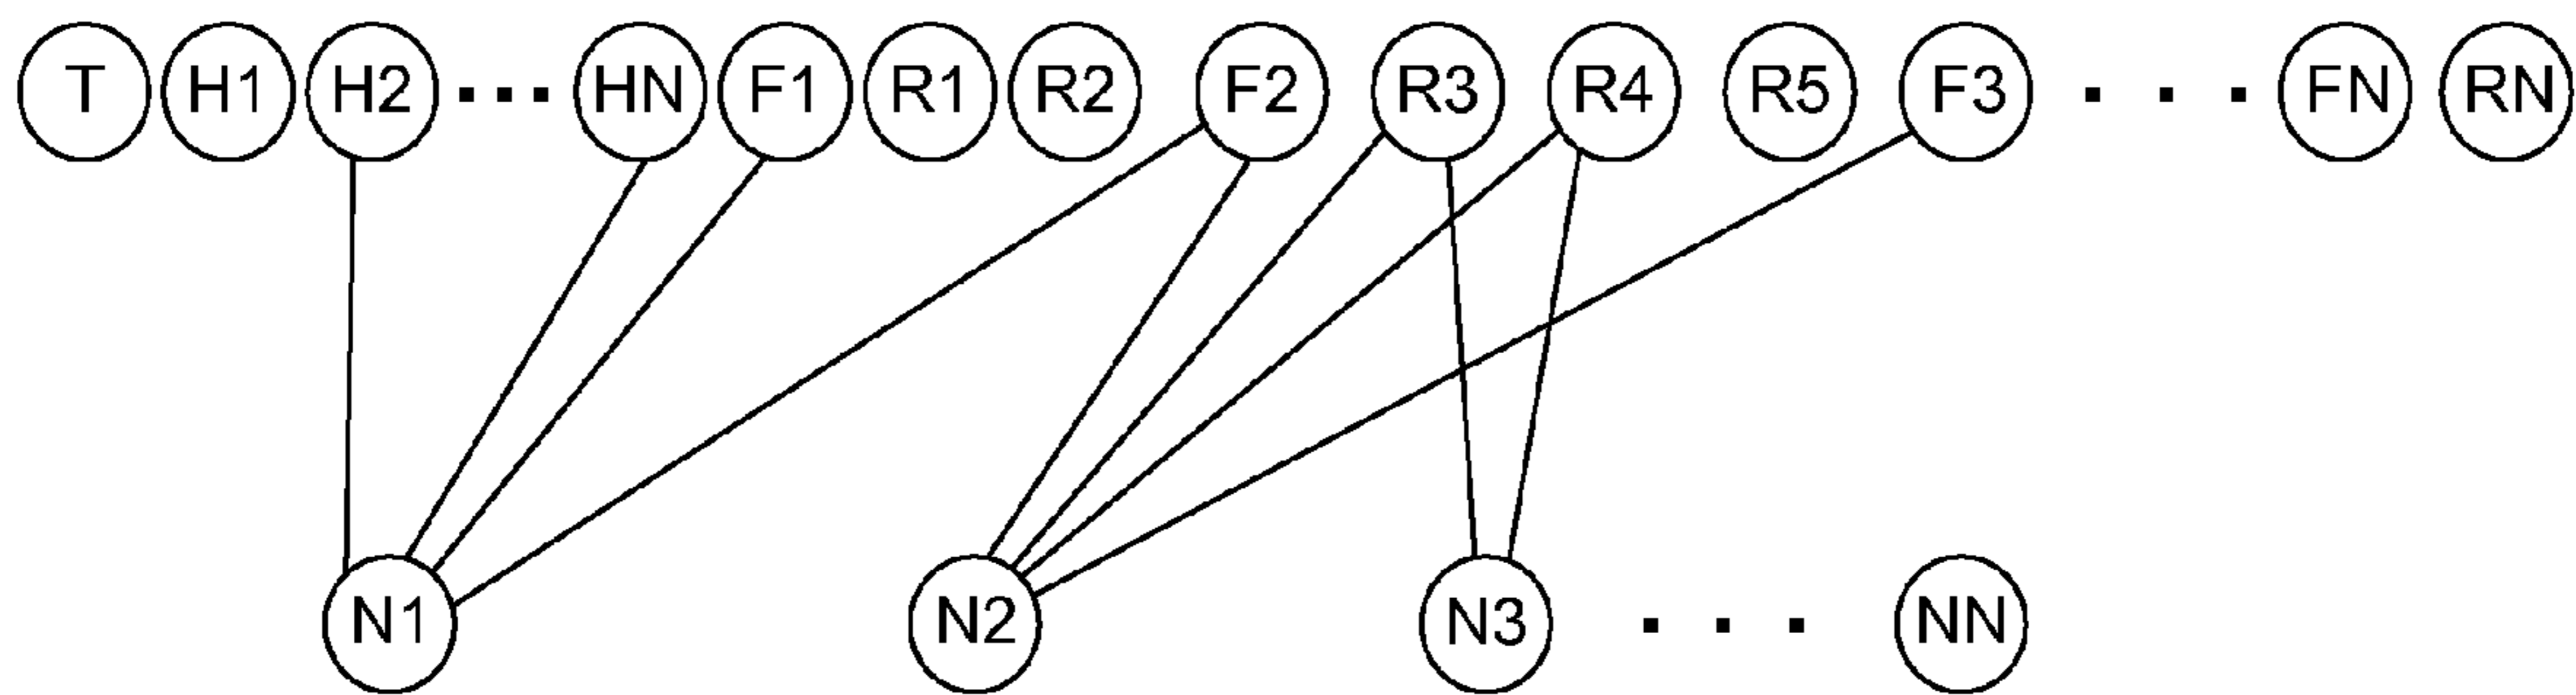 T H1 H2 ... HN F1 R1 R2 F2 R3 R4 R5 F3 . . . FN RN
N1 N2 N3 . . . NN